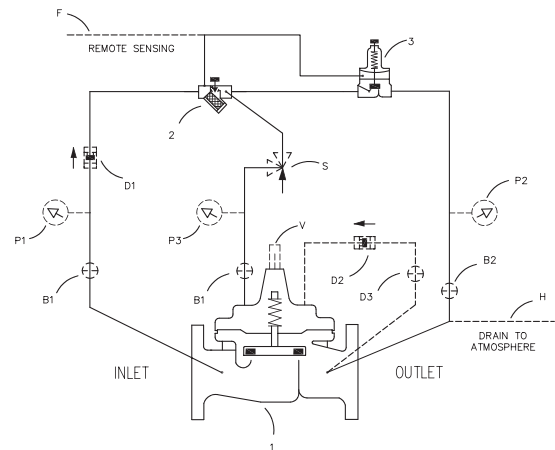 F
REMOTE SENSING
3
2
S
D1
P1
P3
V
P2
D2
D3
B1
B1
B2
H
DRAIN TO
ATMOSPHERE
INLET
OUTLET
1